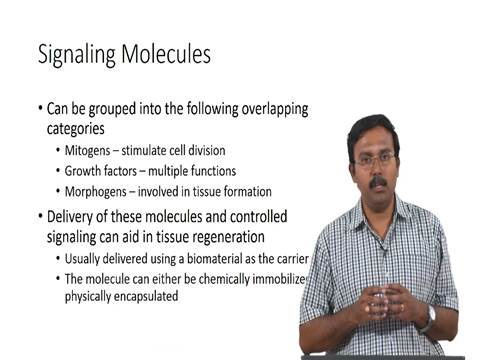 Signaling Molecules
• Can be grouped into the following overlapping
categories
• Mitogens – stimulate cell division
• Growth factors – multiple functions
• Morphogens – involved in tissue formation
• Delivery of these molecules and controlled
signaling can aid in tissue regeneration
• Usually delivered using a biomaterial as the carrier
• The molecule can either be chemically immobilize
physically encapsulated